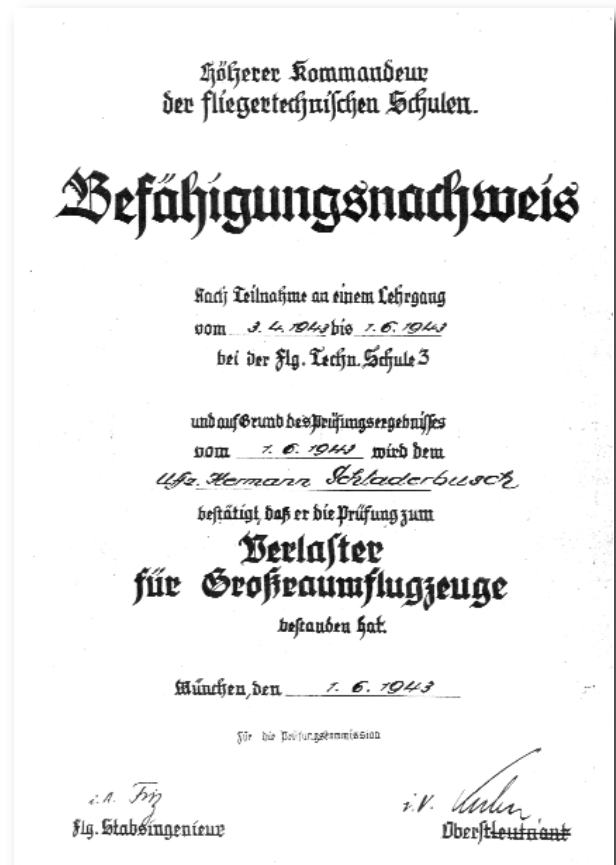 Höherer Kommandeur
der fliegertechnischen Schulen.
Befähigungsnachweis
Nach Teilnahme an einem Lehrgang
vom 3. 4. 1943 bis 1. 6. 1943
bei der Flg. Techn. Schule 3
und auf Grund des Prüfungsergebnisses
vom 1. 6. 1943 wird dem
Uffz. Hermann Schladerbusch
bestätigt, daß er die Prüfung zum
Verlaster
für Großraumflugzeuge
bestanden hat.
München, den 1. 6. 1943
Für die Prüfungskommission
i.A. Friz
i.V.
Flg. Stabsingenieur
Oberstleutnant